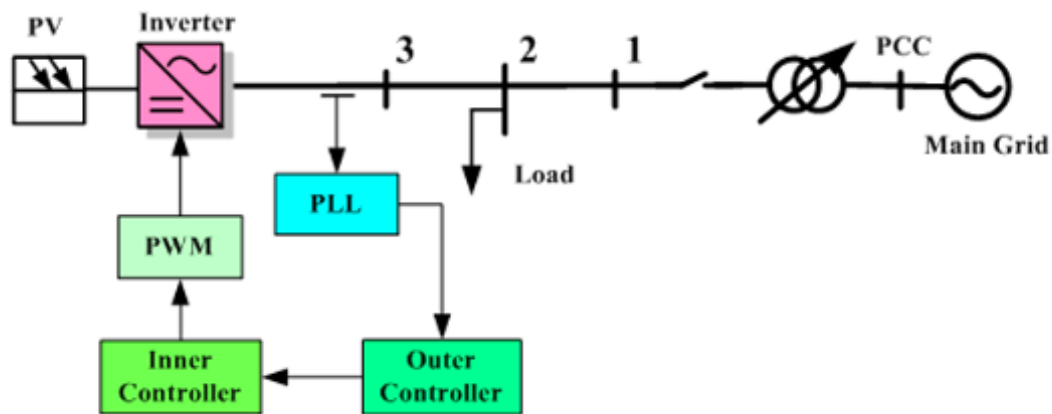 PV
Inverter
3
2
1
PCC
Main Grid
Load
PLL
PWM
Inner
Controller
Outer
Controller